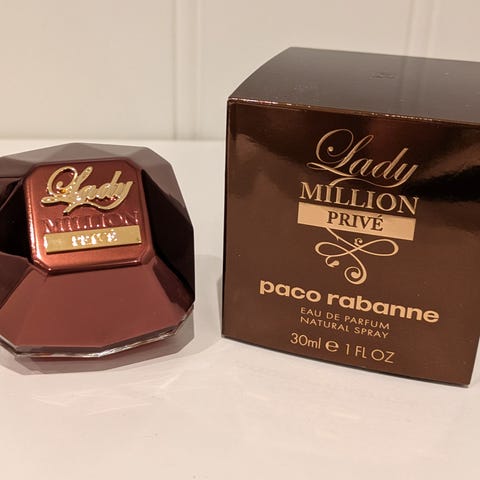 Lady
MILLION
PRIVÉ
Lady
MILLION
PRIVÉ
paco rabanne
EAU DE PARFUM
NATURAL SPRAY
30ml e 1 FL OZ